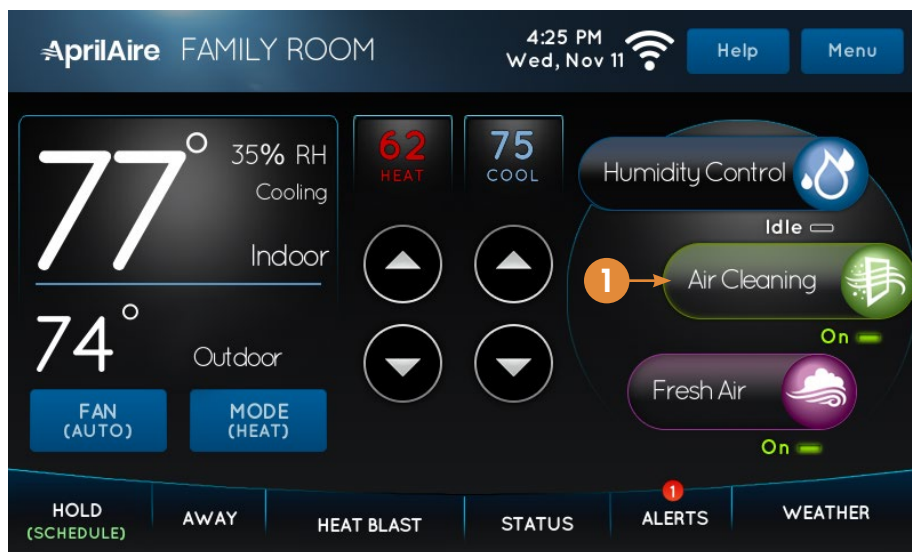 AprilAire FAMILY ROOM
4:25 PM
Wed, Nov 11
Help
Menu
77°
35% RH
Cooling
Indoor
74°
Outdoor
FAN
(AUTO)
MODE
(HEAT)
62
HEAT
75
COOL
Humidity Control
Idle
1
Air Cleaning
On
Fresh Air
On
HOLD
(SCHEDULE)
AWAY
HEAT BLAST
STATUS
1
ALERTS
WEATHER